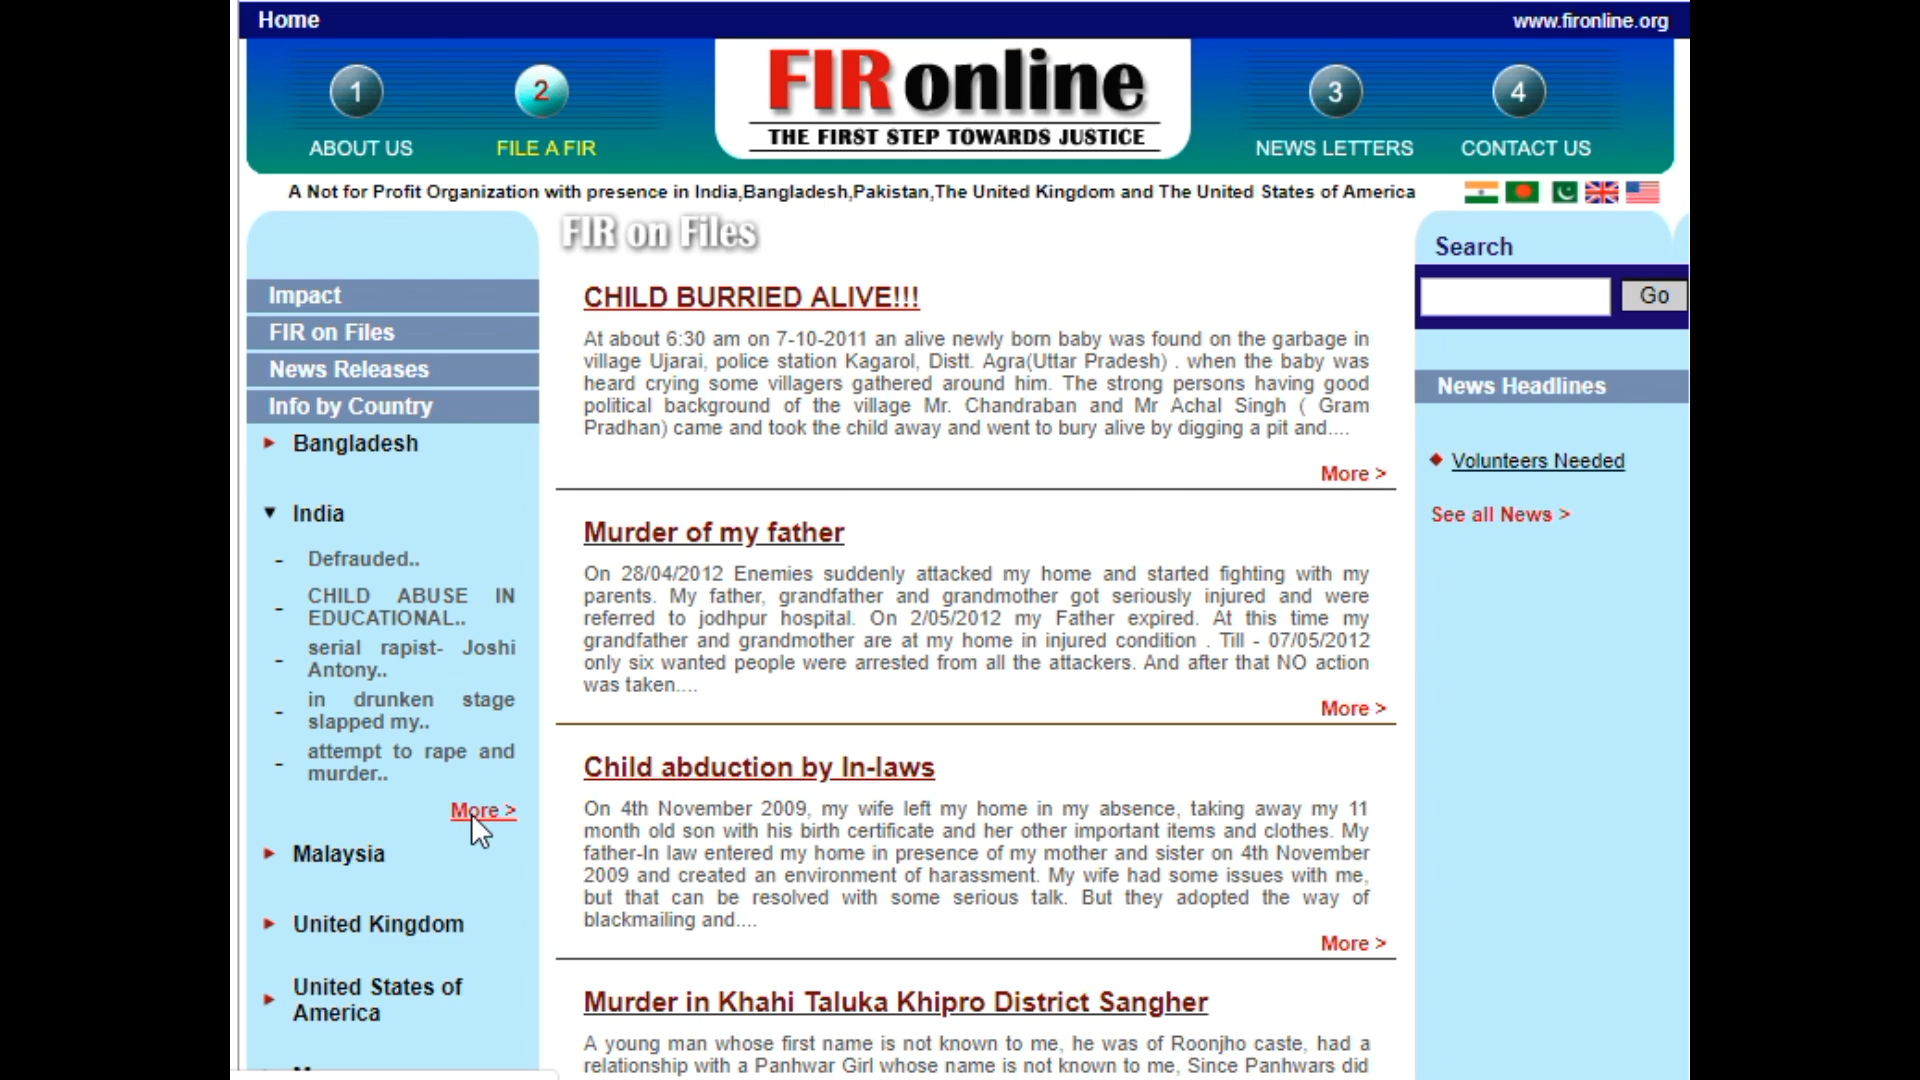 Home
www.fironline.org
1
2
3
4
ABOUT US
FILE A FIR
FIR online
THE FIRST STEP TOWARDS JUSTICE
NEWS LETTERS
CONTACT US
A Not for Profit Organization with presence in India,Bangladesh,Pakistan,The United Kingdom and The United States of America
Impact
FIR on Files
News Releases
Info by Country
Bangladesh
India
- Defrauded..
- CHILD ABUSE IN
EDUCATIONAL..
- serial rapist- Joshi
Antony..
- in drunken stage
slapped my..
- attempt to rape and
murder..
More >
Malaysia
United Kingdom
United States of
America
FIR on Files
CHILD BURRIED ALIVE!!!
At about 6:30 am on 7-10-2011 an alive newly born baby was found on the garbage in
village Ujarai, police station Kagarol, Distt. Agra(Uttar Pradesh) . when the baby was
heard crying some villagers gathered around him. The strong persons having good
political background of the village Mr. Chandraban and Mr Achal Singh ( Gram
Pradhan) came and took the child away and went to bury alive by digging a pit and....
More >
Murder of my father
On 28/04/2012 Enemies suddenly attacked my home and started fighting with my
parents. My father, grandfather and grandmother got seriously injured and were
referred to jodhpur hospital. On 2/05/2012 my Father expired. At this time my
grandfather and grandmother are at my home in injured condition . Till - 07/05/2012
only six wanted people were arrested from all the attackers. And after that NO action
was taken....
More >
Child abduction by In-laws
On 4th November 2009, my wife left my home in my absence, taking away my 11
month old son with his birth certificate and her other important items and clothes. My
father-In law entered my home in presence of my mother and sister on 4th November
2009 and created an environment of harassment. My wife had some issues with me,
but that can be resolved with some serious talk. But they adopted the way of
blackmailing and....
More >
Murder in Khahi Taluka Khipro District Sangher
A young man whose first name is not known to me, he was of Roonjho caste, had a
relationship with a Panhwar Girl whose name is not known to me, Since Panhwars did
Search
Go
News Headlines
Volunteers Needed
See all News >